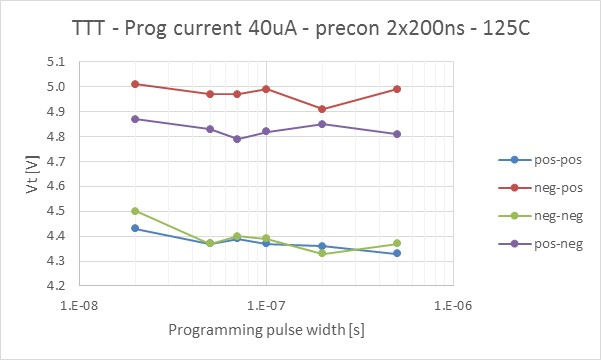 TTT - Prog current 40uA - precon 2x200ns - 125C
5.1
5.0
4.9
4.8
4.7
4.6
4.5
4.4
4.3
4.2
Vt [V]
1.E-08
1.E-07
1.E-06
Programming pulse width [s]
pos-pos
neg-pos
neg-neg
pos-neg